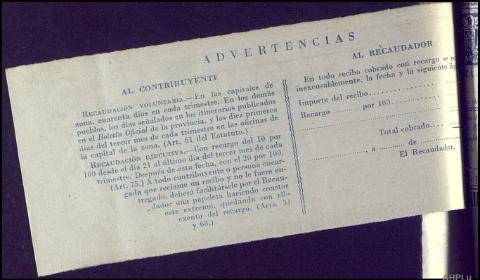 ADVERTENCIAS
AL CONTRIBUYENTE
RECAUDACIÓN VOLUNTARIA.—En las capitales de
zona, cuarenta días en cada trimestre. En los demás
pueblos, los días señalados en los itinerarios publicados
en el Boletín Oficial de la provincia, y los diez primeros
días del tercer mes de cada trimestre en las oficinas de
la capital de la zona. (Art. 61 del Estatuto.)
RECAUDACIÓN EJECUTIVA.—Con recargo del 10 por
100 desde el día 21 al último día del tercer mes de cada
trimestre. Después de esta fecha, con el 20 por 100.
(Art. 75.) A todo contribuyente o persona encar-
gada que reclame un recibo y no le fuere en-
tregado, deberá facilitársele por el Recau-
dador una papeleta haciendo constar
este extremo, quedando con ello
exento del recargo. (Arts. 
y 68.)
AL RECAUDADOR
En todo recibo cobrado con recargo se
inexcusablemente, la fecha y la siguiente
Importe del recibo
Recargo por 100
Total cobrado
a de
El Recaudador,
AHPLu